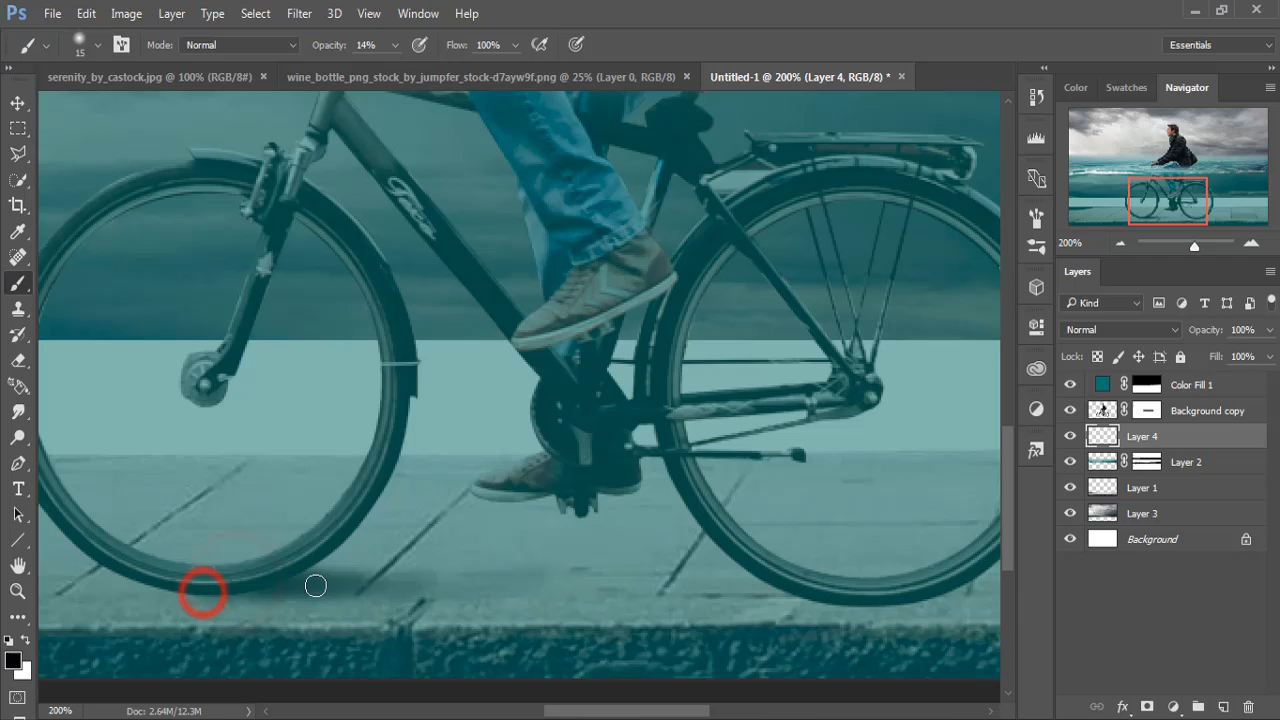 Ps File Edit Image Layer Type Select Filter 3D View Window Help
15 Mode: Normal Opacity: 14% Flow: 100% Essentials
serenity_by_castock.jpg @ 100% (RGB/8#) × wine_bottle_png_stock_by_jumpfer_stock-d7ayw9f.png @ 25% (Layer 0, RGB/8) × Untitled-1 @ 200% (Layer 4, RGB/8) * ×
Color Swatches Navigator
200%
Layers
Kind
Normal Opacity: 100%
Lock: Fill: 100%
Color Fill 1
Background copy
Layer 4
Layer 2
Layer 1
Layer 3
Background
200% Doc: 2.64M/12.3M